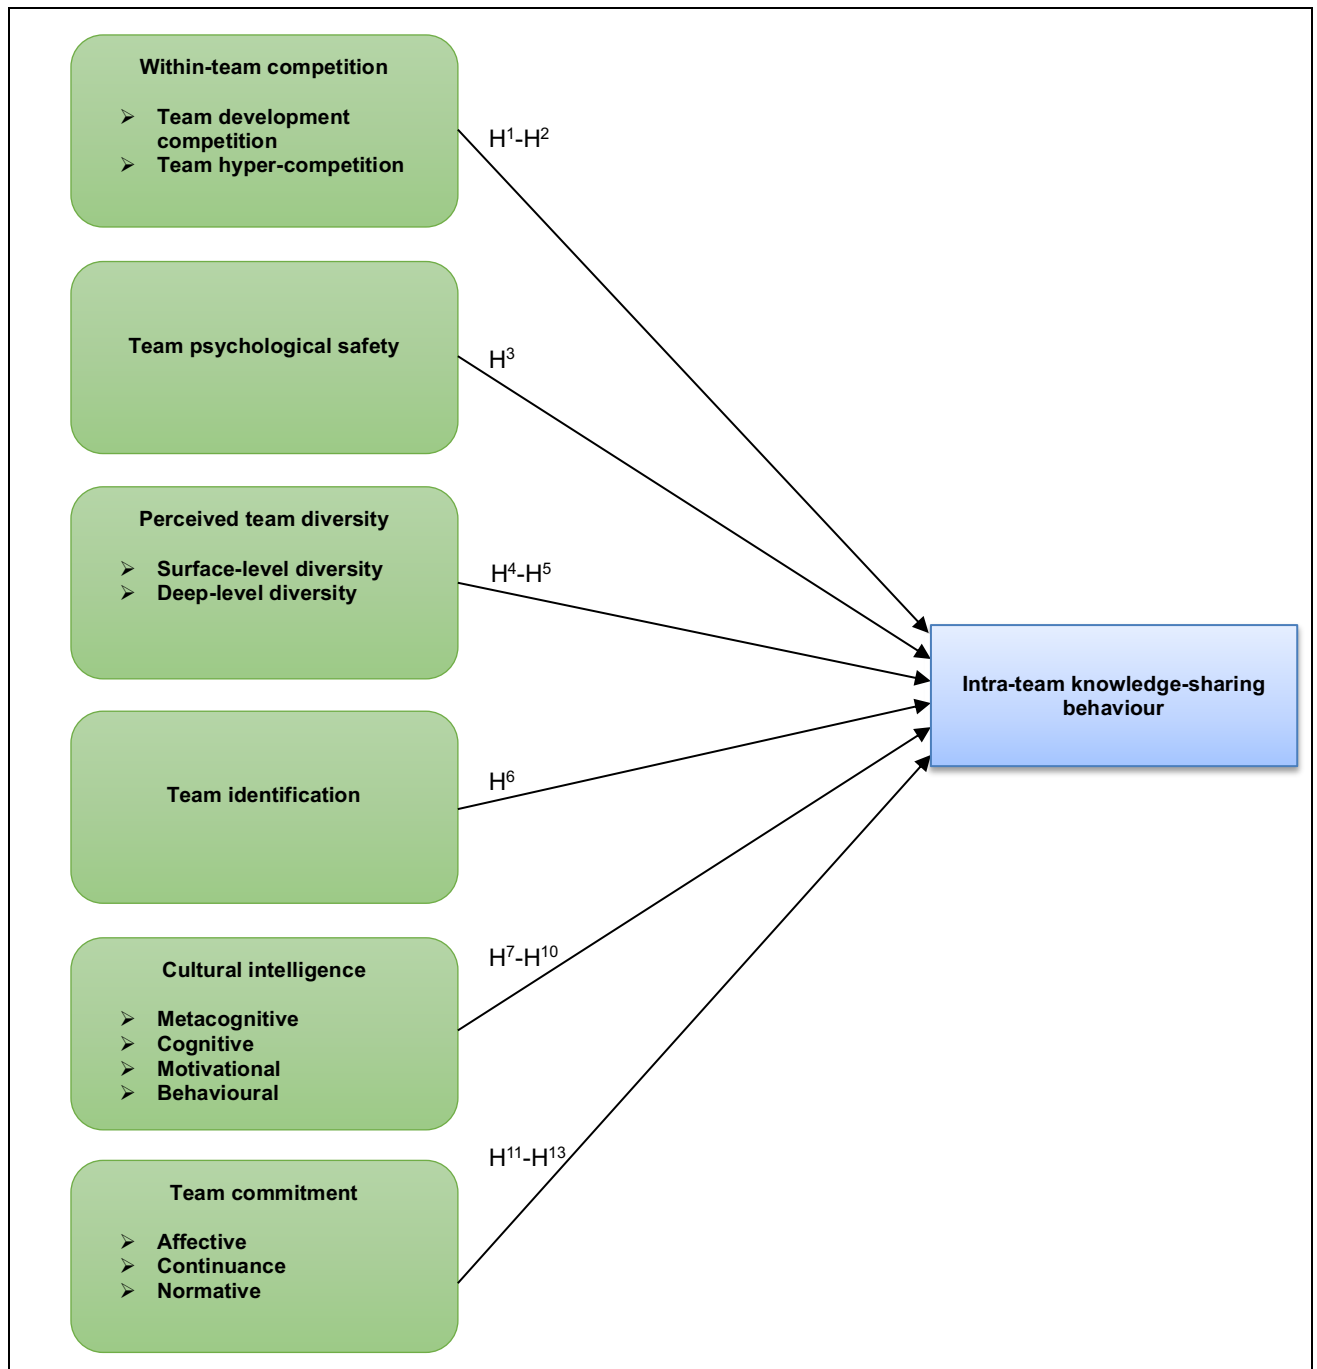 Within-team competition
➢ Team development
competition
➢ Team hyper-competition
H¹-H²
Team psychological safety
H³
Perceived team diversity
➢ Surface-level diversity
➢ Deep-level diversity
H⁴-H⁵
Intra-team knowledge-sharing
behaviour
Team identification
H⁶
Cultural intelligence
➢ Metacognitive
➢ Cognitive
➢ Motivational
➢ Behavioural
H⁷-H¹⁰
Team commitment
➢ Affective
➢ Continuance
➢ Normative
H¹¹-H¹³